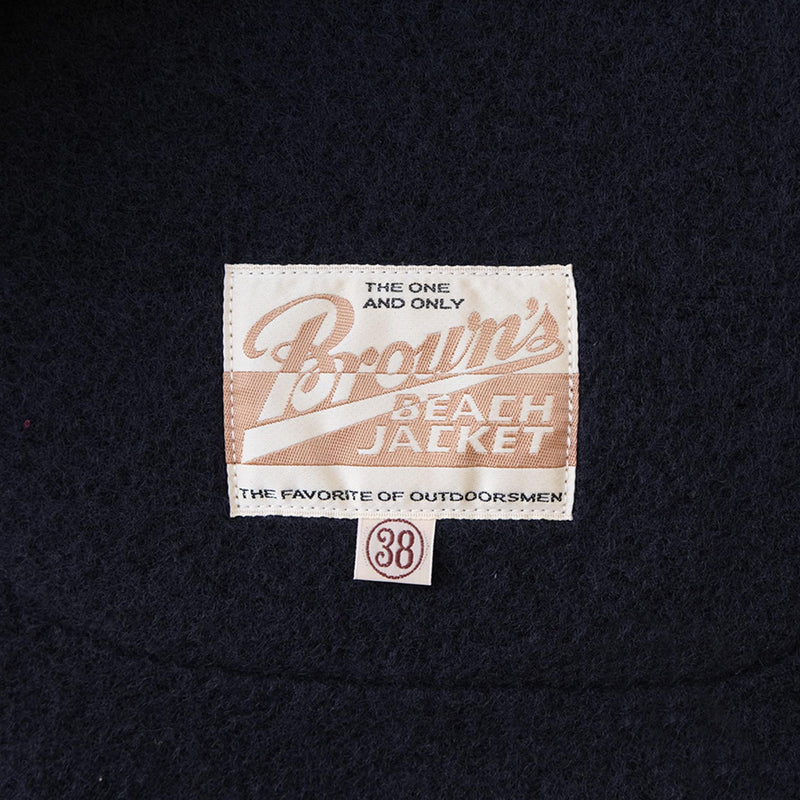 THE ONE
AND ONLY
Brown's
BEACH
JACKET
THE FAVORITE OF OUTDOORSMEN
38